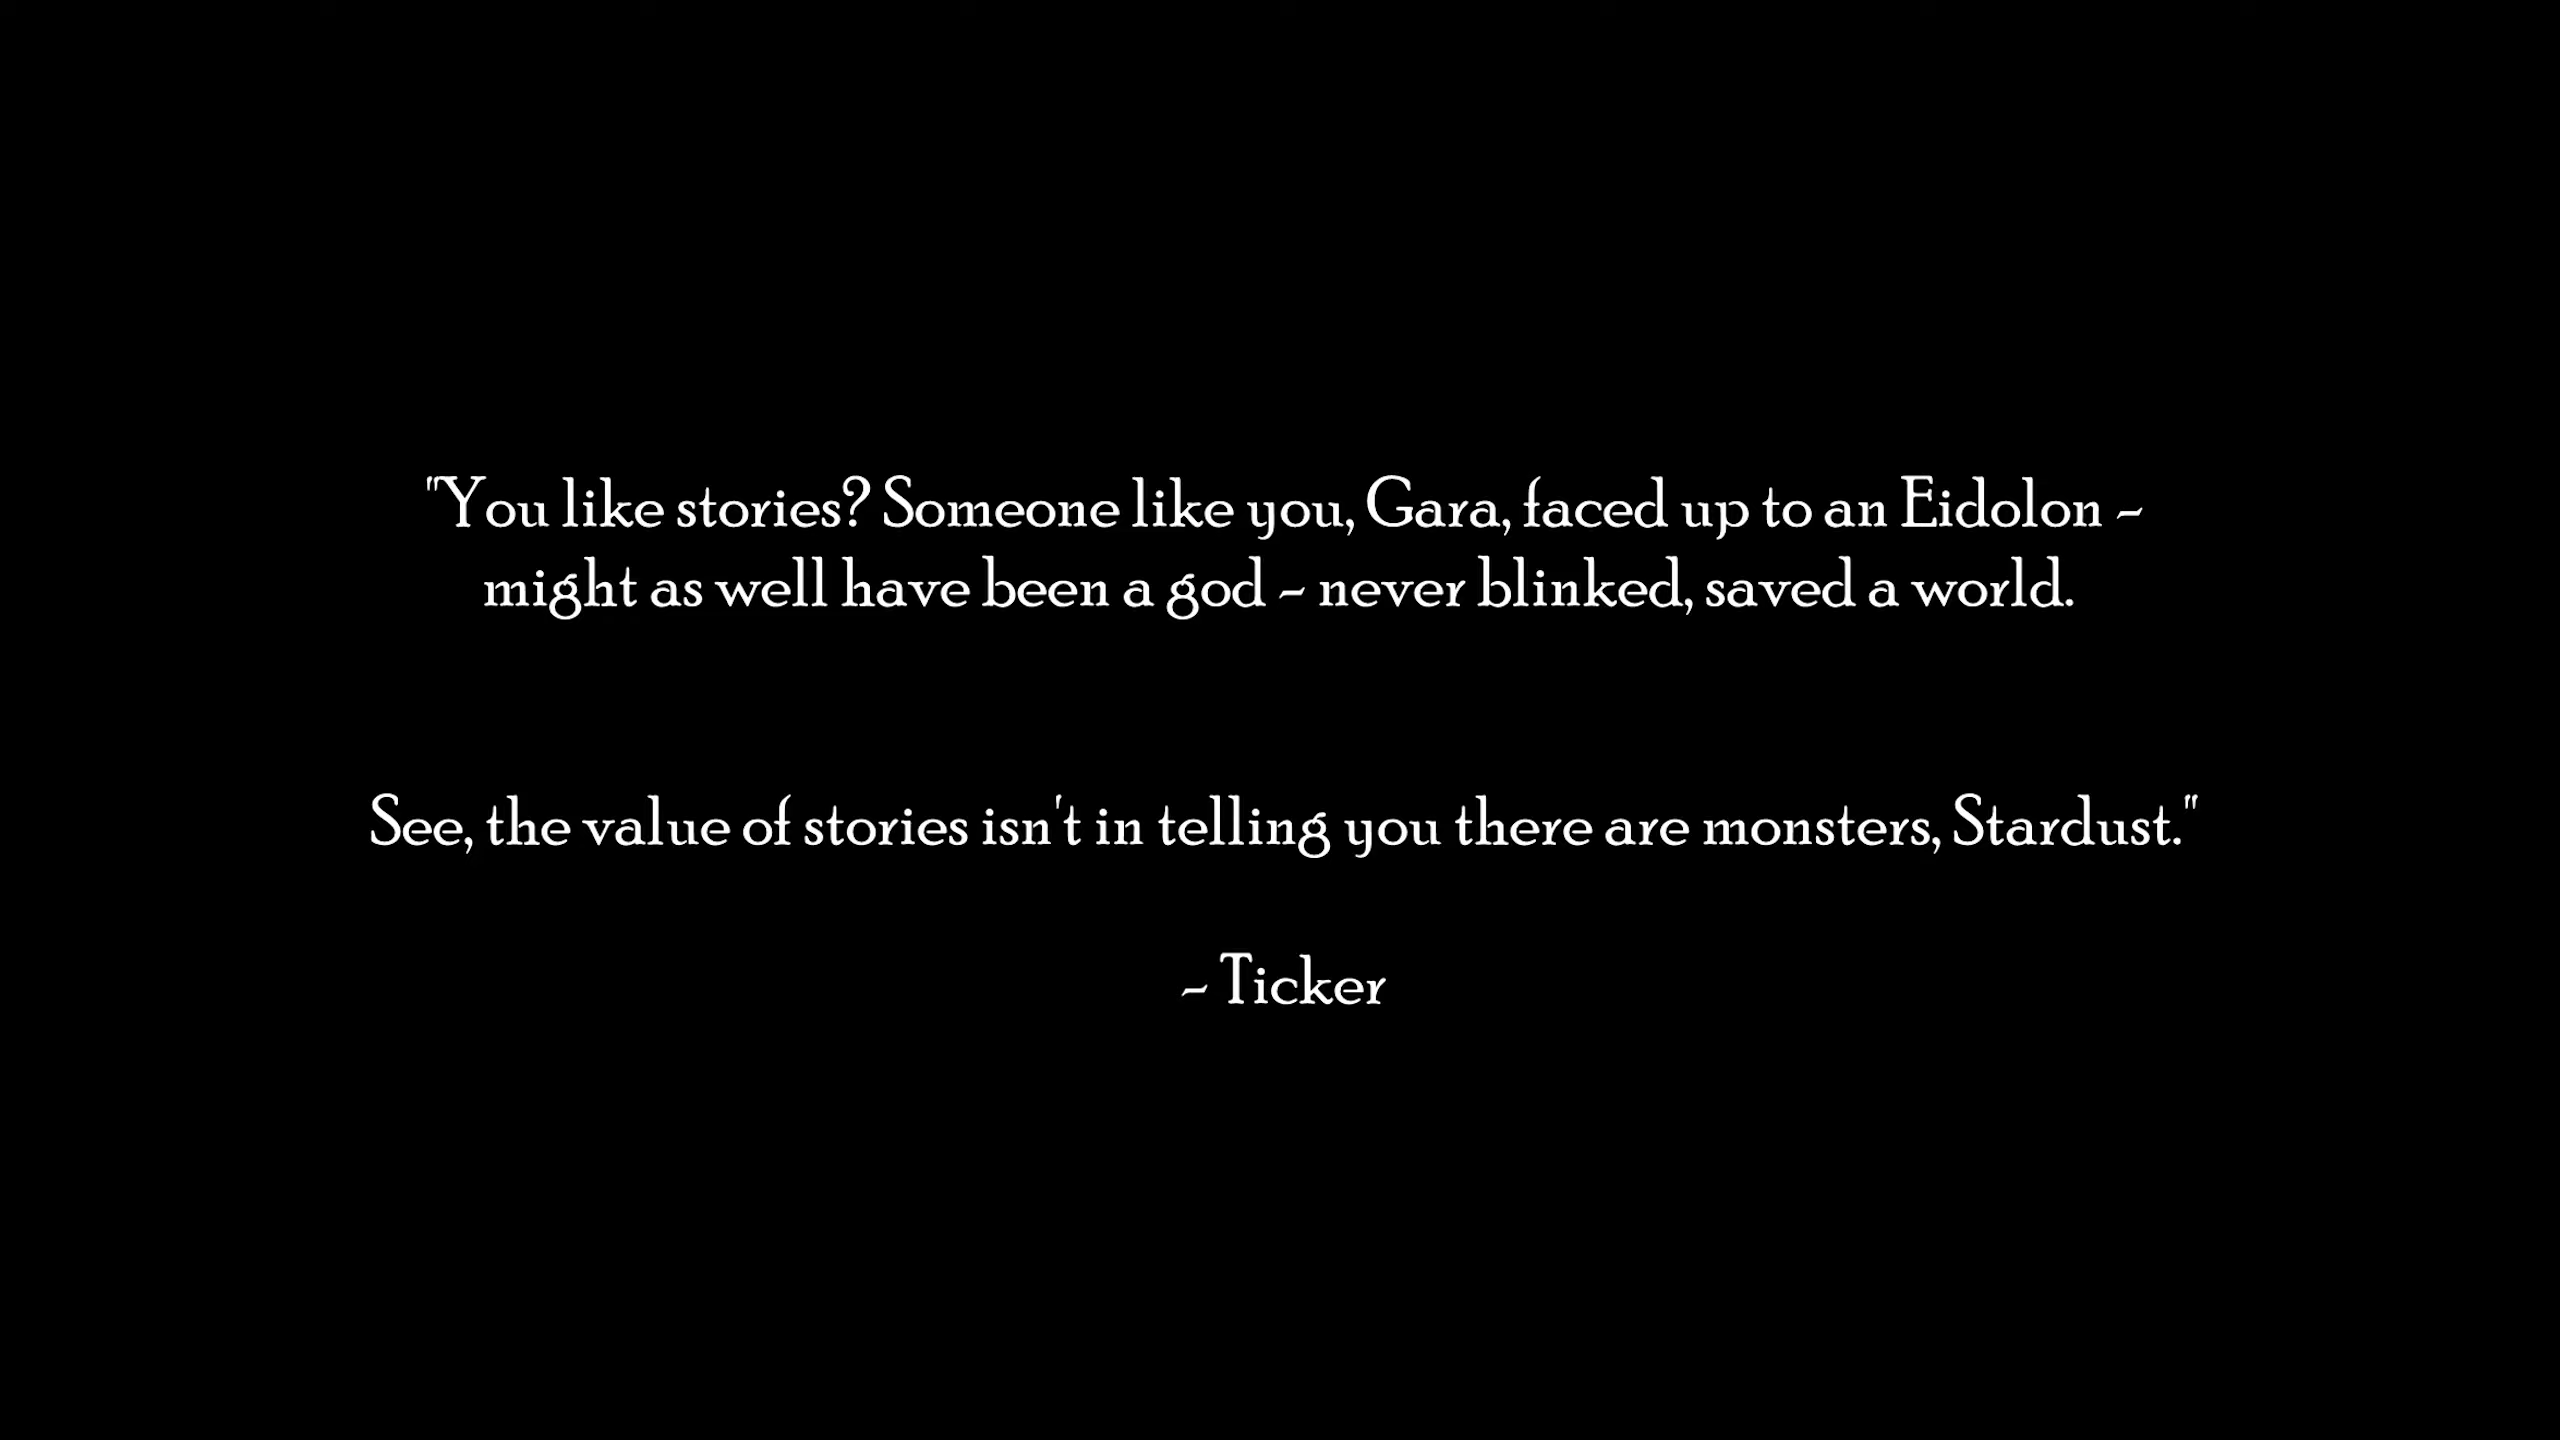 "You like stories? Someone like you, Gara, faced up to an Eidolon -
might as well have been a god - never blinked, saved a world.
See, the value of stories isn't in telling you there are monsters, Stardust."
- Ticker